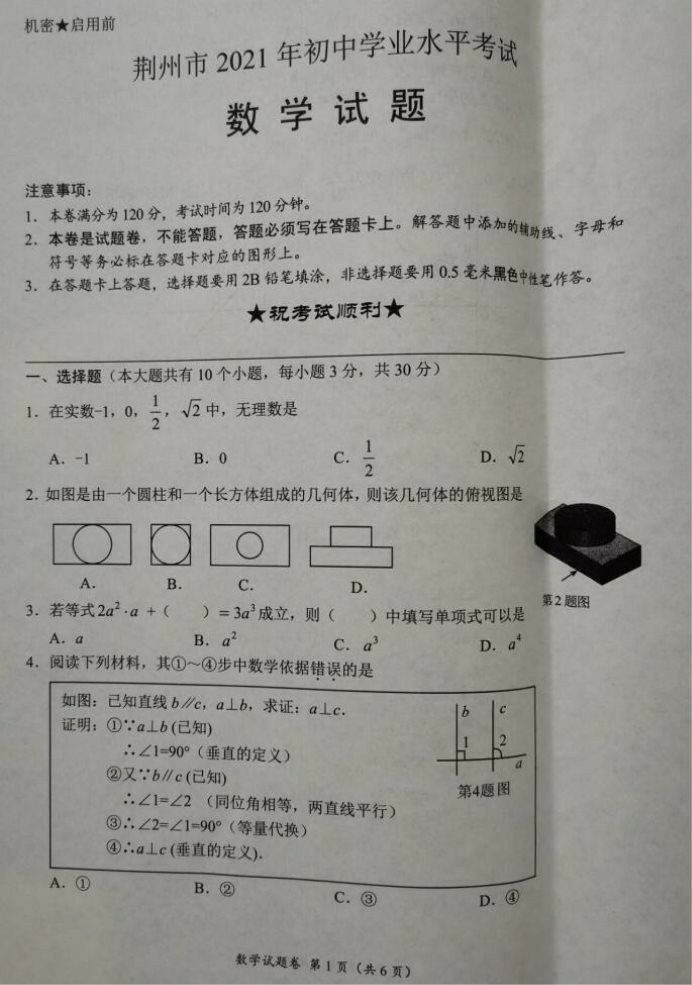 机密★启用前
荆州市 2021 年初中学业水平考试
数 学 试 题
注意事项：
1．本卷满分为 120 分，考试时间为 120 分钟。
2．本卷是试题卷，不能答题，答题必须写在答题卡上。解答题中添加的辅助线、字母和
符号等务必标在答题卡对应的图形上。
3．在答题卡上答题，选择题要用 2B 铅笔填涂，非选择题要用 0.5 毫米黑色中性笔作答。
★祝考试顺利★
一、选择题（本大题共有 10 个小题，每小题 3 分，共 30 分）
1．在实数-1，0，1/2，√2 中，无理数是
A．-1 B．0 C．1/2 D．√2
2．如图是由一个圆柱和一个长方体组成的几何体，则该几何体的俯视图是
A． B． C． D．
第 2 题图
3．若等式 2a²·a +（ ）= 3a³ 成立，则（ ）中填写单项式可以是
A．a B．a² C．a³ D．a⁴
4．阅读下列材料，其①～④步中数学依据错误的是
如图：已知直线 b∥c，a⊥b，求证：a⊥c．
证明：①∵a⊥b (已知)
∴∠1=90°（垂直的定义）
②又∵b∥c (已知)
∴∠1=∠2 （同位角相等，两直线平行）
③∴∠2=∠1=90°（等量代换）
④∴a⊥c (垂直的定义).
b c
1 2
a
第4题图
A．① B．② C．③ D．④
数学试题卷 第 1 页（共 6 页）